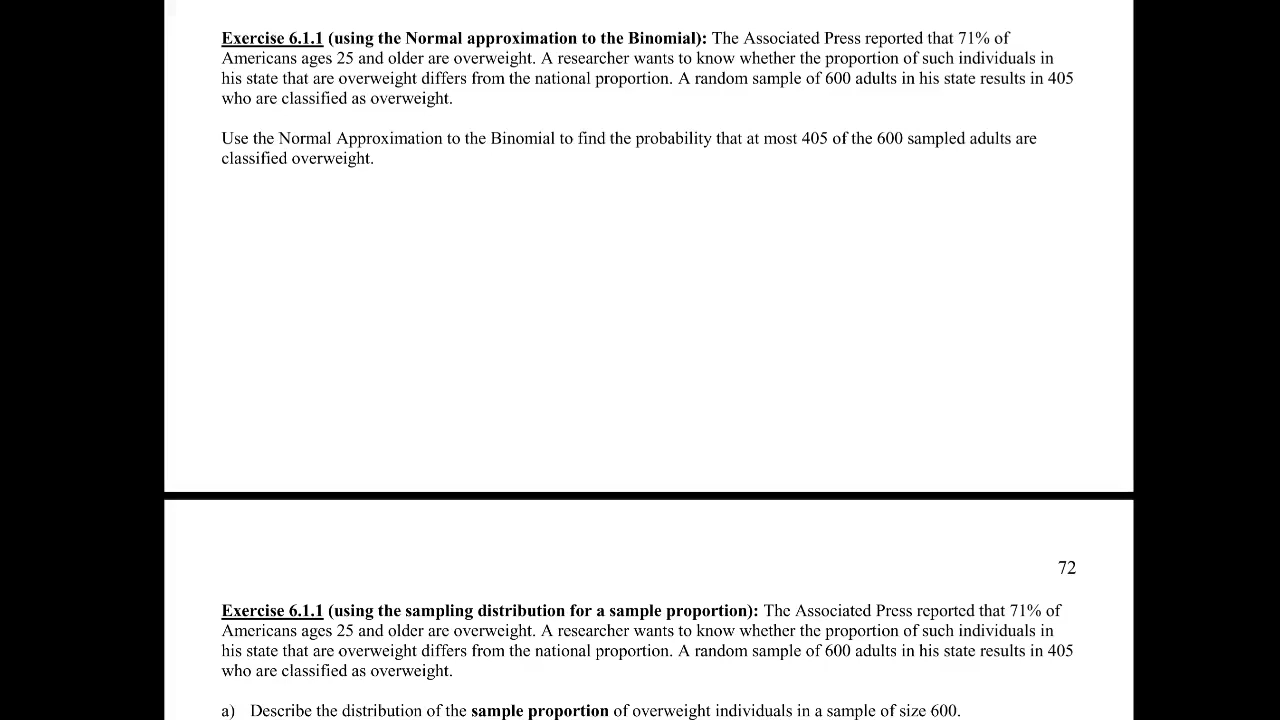 Exercise 6.1.1 (using the Normal approximation to the Binomial): The Associated Press reported that 71% of
Americans ages 25 and older are overweight. A researcher wants to know whether the proportion of such individuals in
his state that are overweight differs from the national proportion. A random sample of 600 adults in his state results in 405
who are classified as overweight.
Use the Normal Approximation to the Binomial to find the probability that at most 405 of the 600 sampled adults are
classified overweight.
72
Exercise 6.1.1 (using the sampling distribution for a sample proportion): The Associated Press reported that 71% of
Americans ages 25 and older are overweight. A researcher wants to know whether the proportion of such individuals in
his state that are overweight differs from the national proportion. A random sample of 600 adults in his state results in 405
who are classified as overweight.
a) Describe the distribution of the sample proportion of overweight individuals in a sample of size 600.